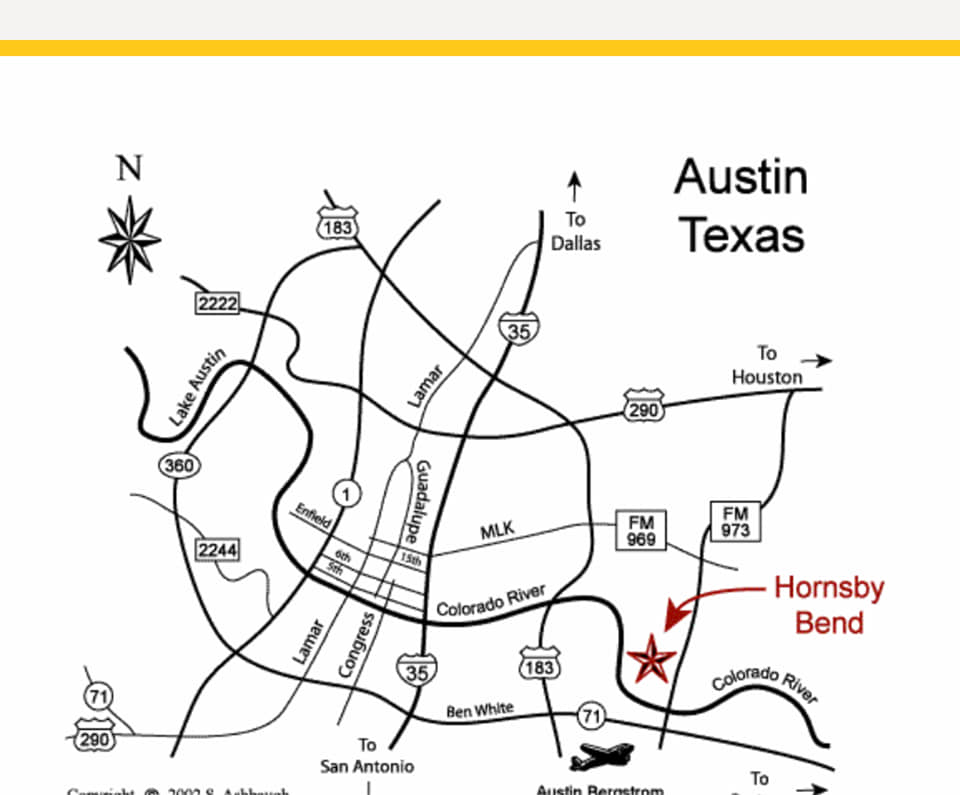 N
Austin
Texas
183
To
Dallas
2222
35
To
Houston
Lake Austin
Lamar
290
360
Guadalupe
1
Enfield
MLK
FM
969
FM
973
2244
6th
5th
15th
Colorado River
Hornsby
Bend
Lamar
Congress
35
183
Colorado River
71
Ben White
71
290
To
San Antonio
To
Copyright © 2002 S. Ashbaugh
Austin Bergstrom